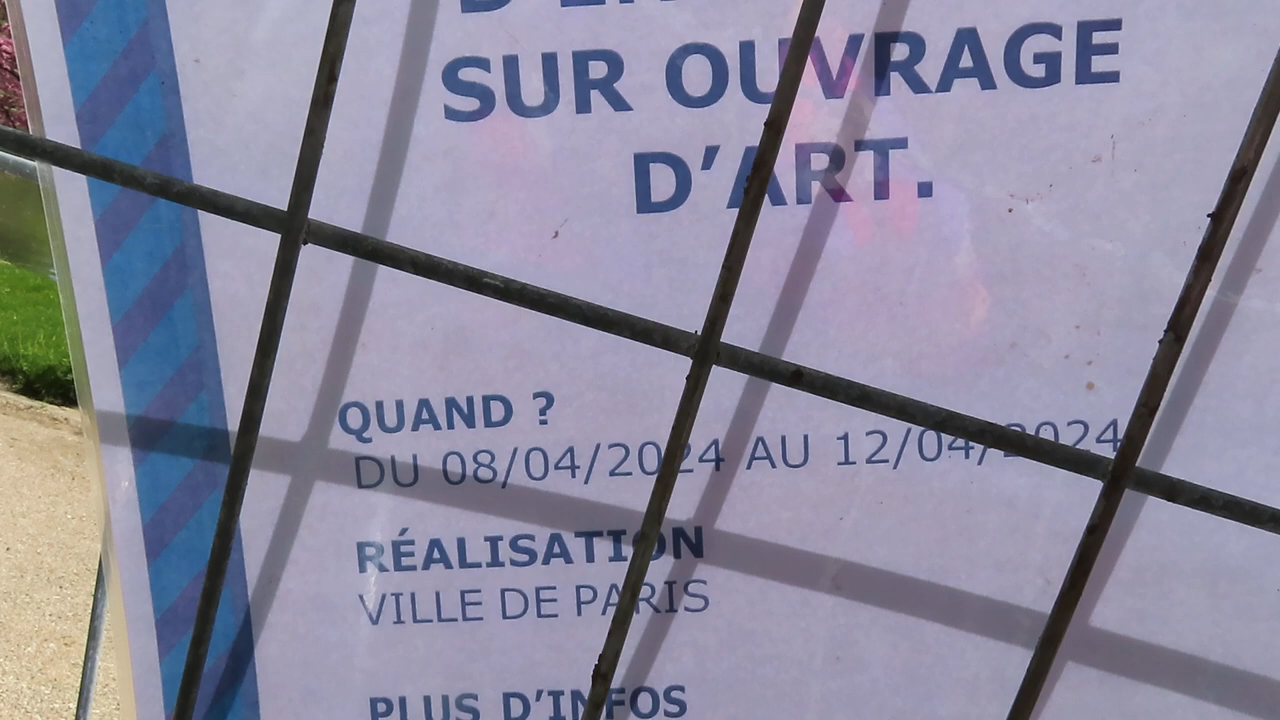 SUR OUVRAGE
D'ART.
QUAND ?
DU 08/04/2024 AU 12/04/2024
RÉALISATION
VILLE DE PARIS
PLUS D'INFOS